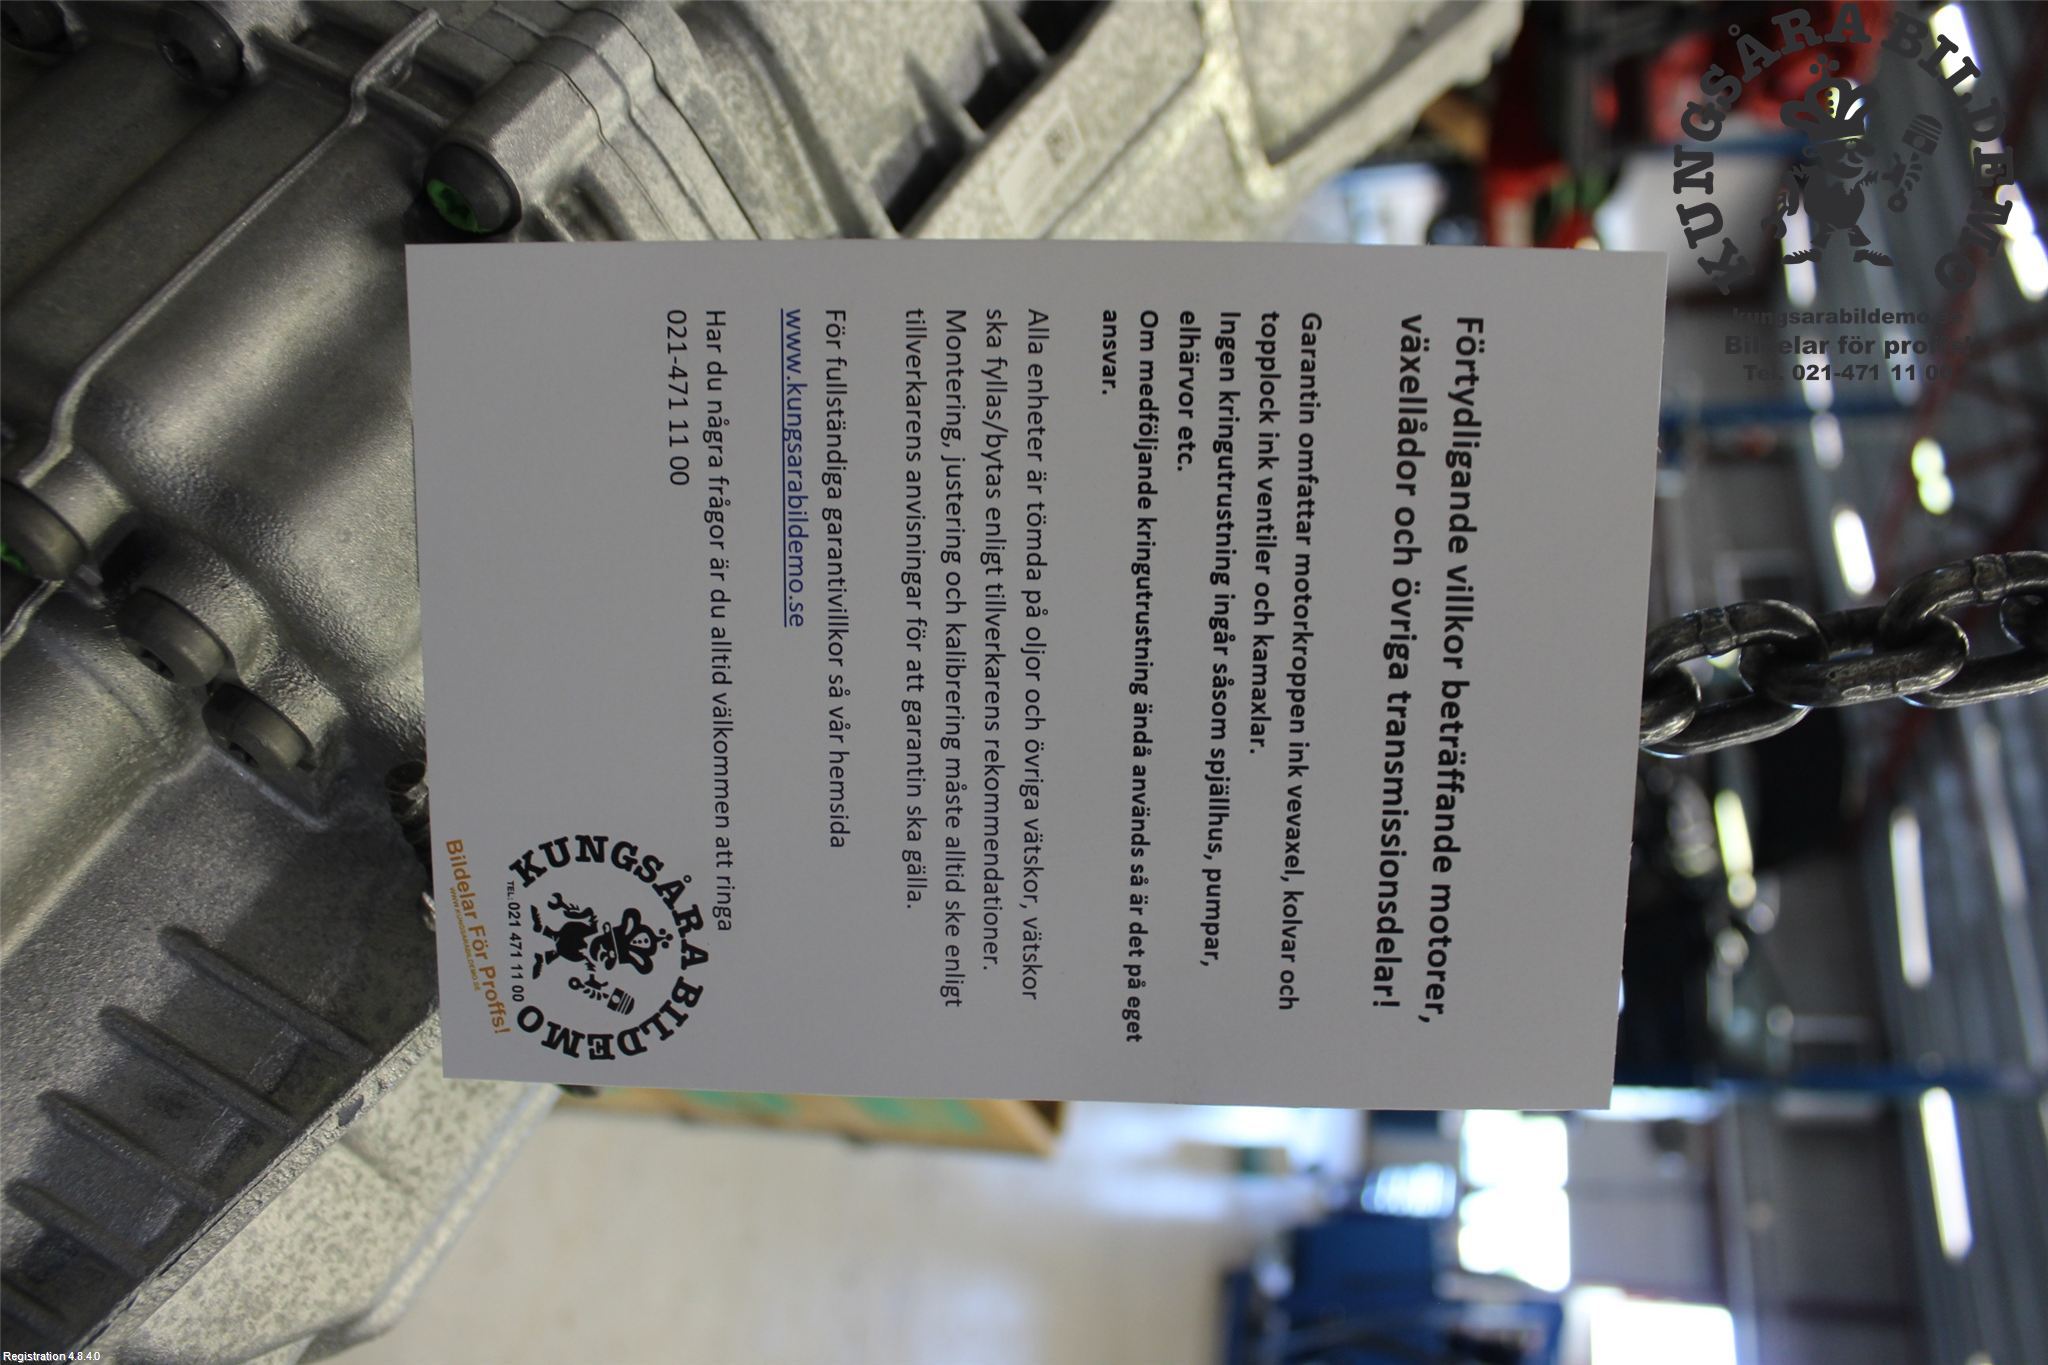 Förtydligande villkor beträffande motorer,
växellådor och övriga transmissionsdelar!
Garantin omfattar motorkroppen ink vevaxel, kolvar och
topplock ink ventiler och kamaxlar.
Ingen kringutrustning ingår såsom spjällhus, pumpar,
elhärvor etc.
Om medföljande kringutrustning ändå används så är det på eget
ansvar.
Alla enheter är tömda på oljor och övriga vätskor, vätskor
ska fyllas/bytas enligt tillverkarens rekommendationer.
Montering, justering och kalibrering måste alltid ske enligt
tillverkarens anvisningar för att garantin ska gälla.
För fullständiga garantivillkor så vår hemsida
www.kungsarabildemo.se
Har du några frågor är du alltid välkommen att ringa
021-471 11 00
KUNGSÅRA BILDEMO
TEL: 021 471 11 00
Bildelar För Proffs!
WWW.KUNGSARABILDEMO.SE
KUNGSÅRA BILDEMO
kungsarabildemo.se
Bildelar för proffs!
Tel. 021-471 11 00
Registration 4.8.4.0